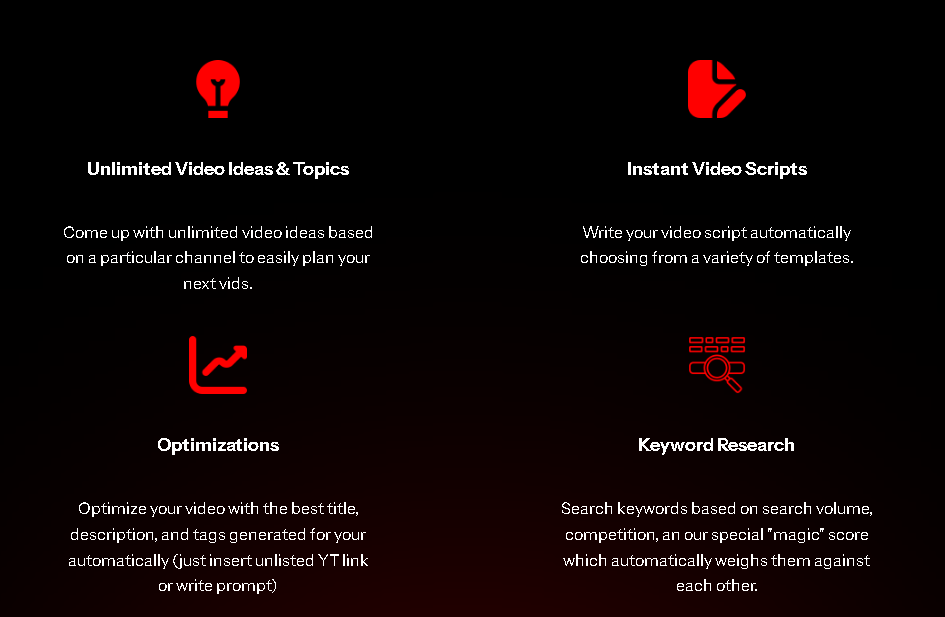 Unlimited Video Ideas & Topics
Come up with unlimited video ideas based
on a particular channel to easily plan your
next vids.
Instant Video Scripts
Write your video script automatically
choosing from a variety of templates.
Optimizations
Optimize your video with the best title,
description, and tags generated for your
automatically (just insert unlisted YT link
or write prompt)
Keyword Research
Search keywords based on search volume,
competition, an our special "magic" score
which automatically weighs them against
each other.